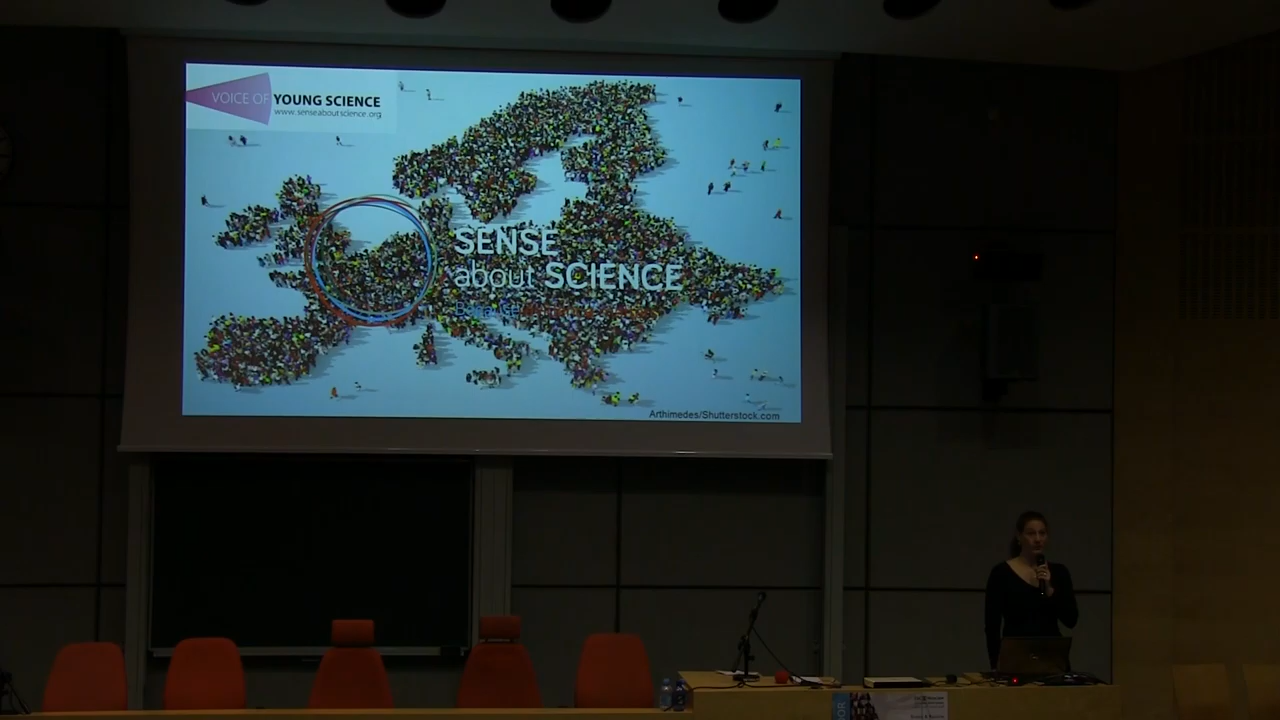 VOICE OF YOUNG SCIENCE
www.senseaboutscience.org
SENSE
about SCIENCE
Arthimedes/Shutterstock.com